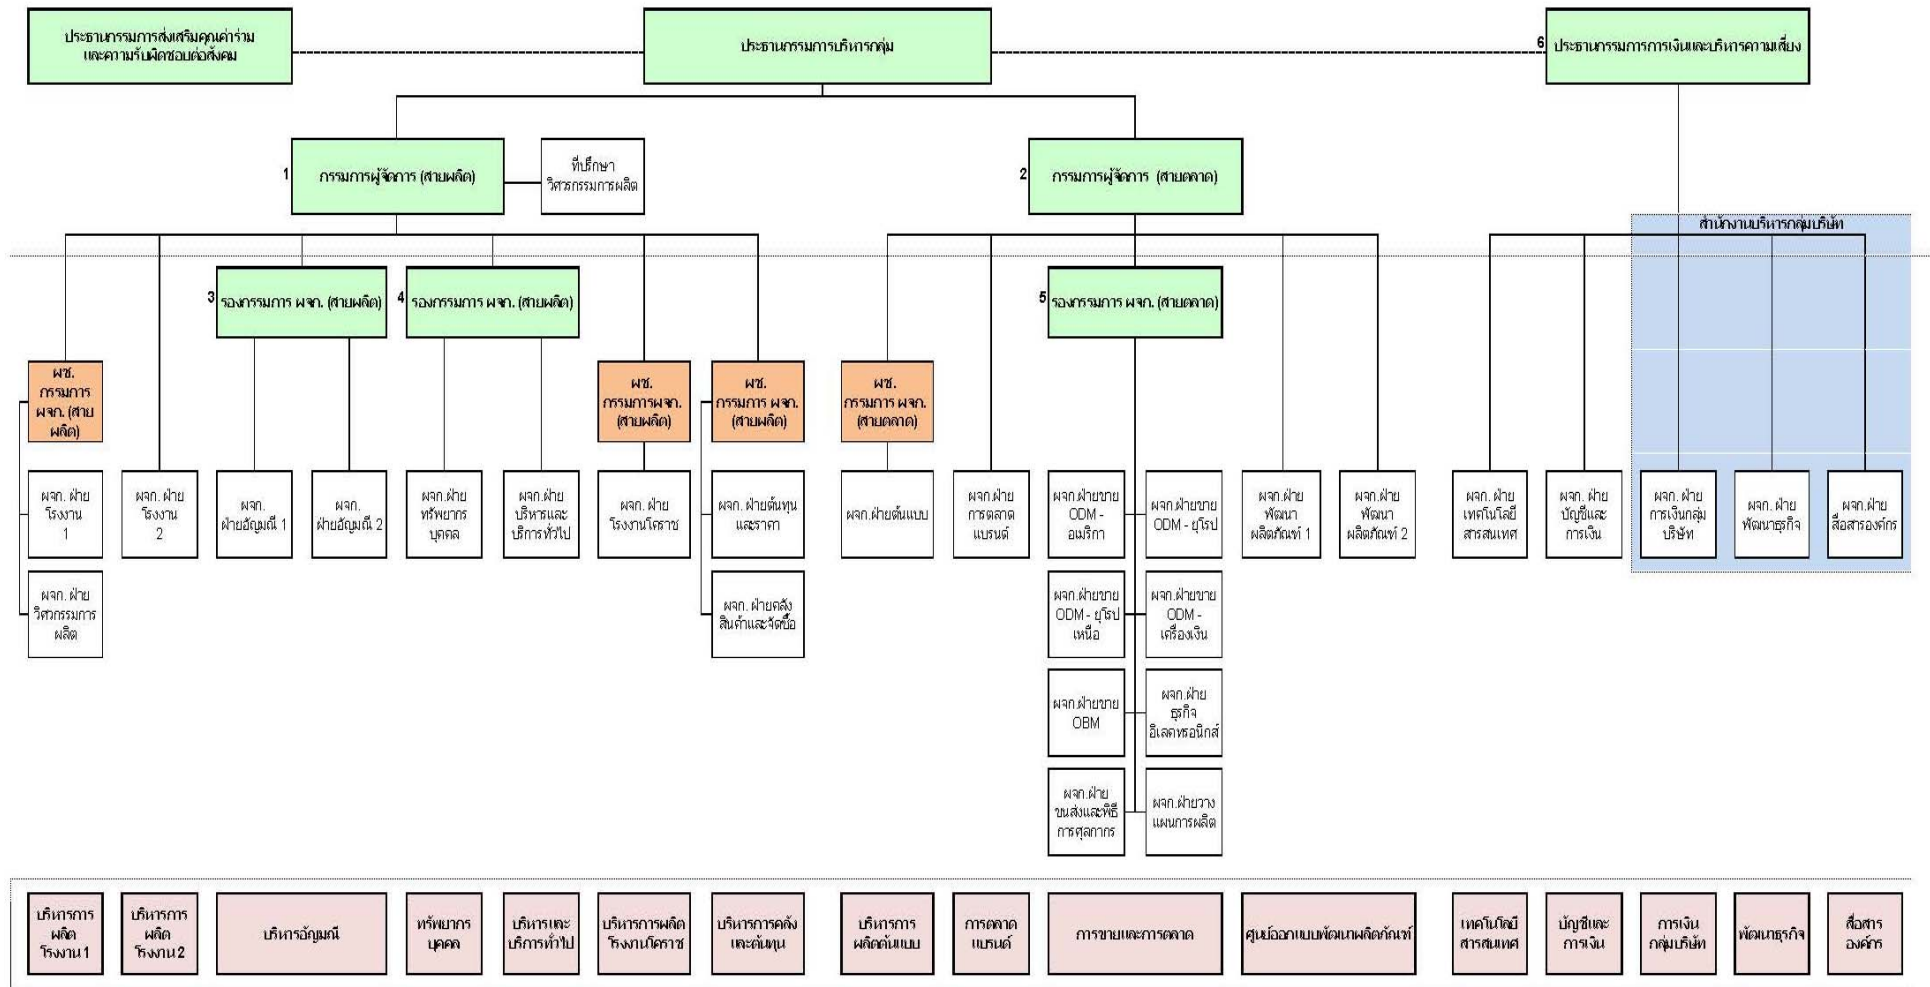 ประธานกรรมการส่งเสริมคุณค่าร่วม
และความรับผิดชอบต่อสังคม
ประธานกรรมการบริหารกลุ่ม
6
ประธานกรรมการการเงินและบริหารความเสี่ยง
1
กรรมการผู้จัดการ (สายผลิต)
ที่ปรึกษา
วิศวรกรรมการผลิต
2
กรรมการผู้จัดการ (สายตลาด)
สำนักงานบริหารกลุ่มบริษัท
3
รองกรรมการ ผจก. (สายผลิต)
4
รองกรรมการ ผจก. (สายผลิต)
5
รองกรรมการ ผจก. (สายตลาด)
ผช.
กรรมการ
ผจก. (สาย
ผลิต)
ผช.
กรรมการผจก.
(สายผลิต)
ผช.
กรรมการ ผจก.
(สายผลิต)
ผช.
กรรมการ ผจก.
(สายตลาด)
ผจก. ฝ่าย
โรงงาน
1
ผจก. ฝ่าย
โรงงาน
2
ผจก.
ฝ่ายอัญมณี 1
ผจก.
ฝ่ายอัญมณี 2
ผจก.ฝ่าย
ทรัพยากร
บุคคล
ผจก.ฝ่าย
บริหารและ
บริการทั่วไป
ผจก. ฝ่าย
โรงงานโคราช
ผจก. ฝ่ายต้นทุน
และราคา
ผจก.ฝ่ายต้นแบบ
ผจก.ฝ่าย
การตลาด
แบรนด์
ผจก.ฝ่ายขาย
ODM -
อเมริกา
ผจก.ฝ่ายขาย
ODM - ยุโรป
ผจก.ฝ่าย
พัฒนา
ผลิตภัณฑ์ 1
ผจก.ฝ่าย
พัฒนา
ผลิตภัณฑ์ 2
ผจก. ฝ่าย
เทคโนโลยี
สารสนเทศ
ผจก. ฝ่าย
บัญชีและ
การเงิน
ผจก. ฝ่าย
การเงินกลุ่ม
บริษัท
ผจก. ฝ่าย
พัฒนาธุรกิจ
ผจก. ฝ่าย
สื่อสารองค์กร
ผจก. ฝ่าย
วิศวกรรมการ
ผลิต
ผจก. ฝ่ายคลัง
สินค้าและจัดซื้อ
ผจก.ฝ่ายขาย
ODM - ยุโรป
เหนือ
ผจก.ฝ่ายขาย
ODM -
เครื่องเงิน
ผจก.ฝ่ายขาย
OBM
ผจก.ฝ่าย
ธุรกิจ
อิเลคทรอนิกส์
ผจก.ฝ่าย
ขนส่งและพิธี
การศุลกากร
ผจก.ฝ่ายวาง
แผนการผลิต
บริหารการ
ผลิต
โรงงาน 1
บริหารการ
ผลิต
โรงงาน 2
บริหารอัญมณี
ทรัพยากร
บุคคล
บริหารและ
บริการทั่วไป
บริหารการผลิต
โรงงานโคราช
บริหารการคลัง
และต้นทุน
บริหารการ
ผลิตต้นแบบ
การตลาด
แบรนด์
การขายและการตลาด
ศูนย์ออกแบบพัฒนาผลิตภัณฑ์
เทคโนโลยี
สารสนเทศ
บัญชีและ
การเงิน
การเงิน
กลุ่มบริษัท
พัฒนาธุรกิจ
สื่อสาร
องค์กร